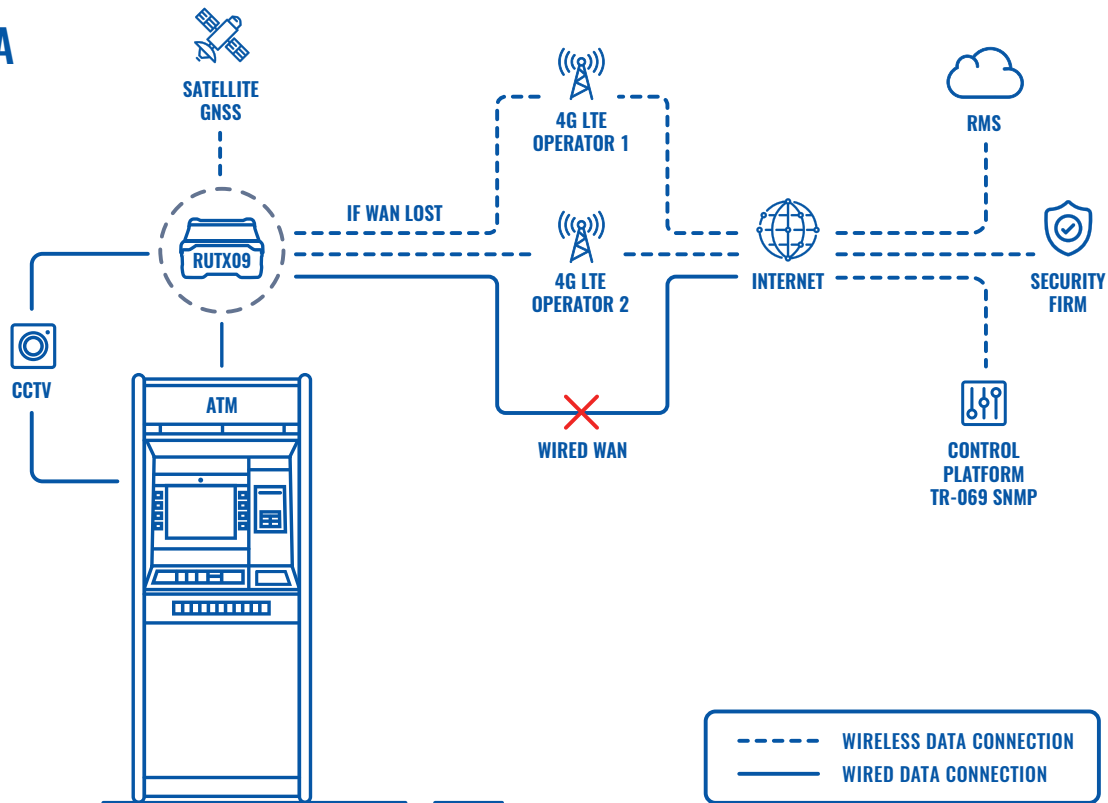 A
SATELLITE
GNSS
4G LTE
OPERATOR 1
RMS
IF WAN LOST
RUTX09
4G LTE
OPERATOR 2
INTERNET
SECURITY
FIRM
CCTV
ATM
WIRED WAN
CONTROL
PLATFORM
TR-069 SNMP
WIRELESS DATA CONNECTION
WIRED DATA CONNECTION